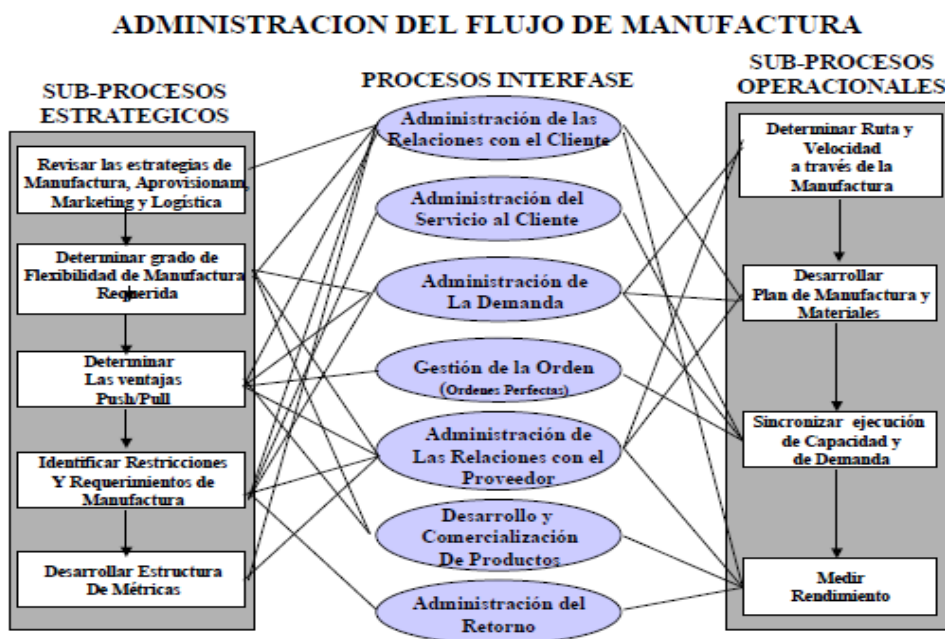 ADMINISTRACION DEL FLUJO DE MANUFACTURA
SUB-PROCESOS
ESTRATEGICOS
Revisar las estrategias de
Manufactura, Aprovisionam,
Marketing y Logística
Determinar grado de
Flexibilidad de Manufactura
Requerida
Determinar
Las ventajas
Push/Pull
Identificar Restricciones
Y Requerimientos de
Manufactura
Desarrollar Estructura
De Métricas
PROCESOS INTERFASE
Administración de las
Relaciones con el Cliente
Administración del
Servicio al Cliente
Administración de
La Demanda
Gestión de la Orden
(Ordenes Perfectas)
Administración de
Las Relaciones con el
Proveedor
Desarrollo y
Comercialización
De Productos
Administración del
Retorno
SUB-PROCESOS
OPERACIONALES
Determinar Ruta y
Velocidad
a través de la
Manufactura
Desarrollar
Plan de Manufactura y
Materiales
Sincronizar ejecución
de Capacidad y
de Demanda
Medir
Rendimiento